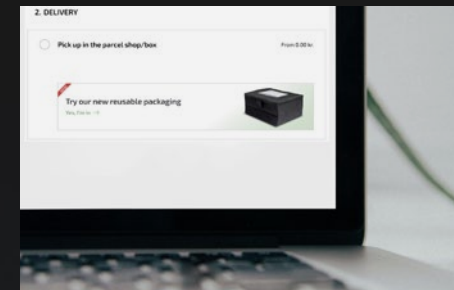 2. DELIVERY
Pick up in the parcel shop/box
From 0.00 kr.
Try our new reusable packaging